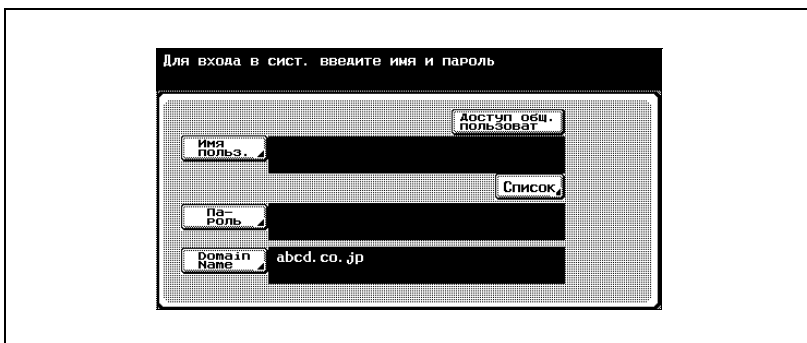 Для входа в сист. введите имя и пароль
Доступ общ.
пользоват
Имя
польз.
Список
Па-
роль
Domain
Name
abcd.co.jp